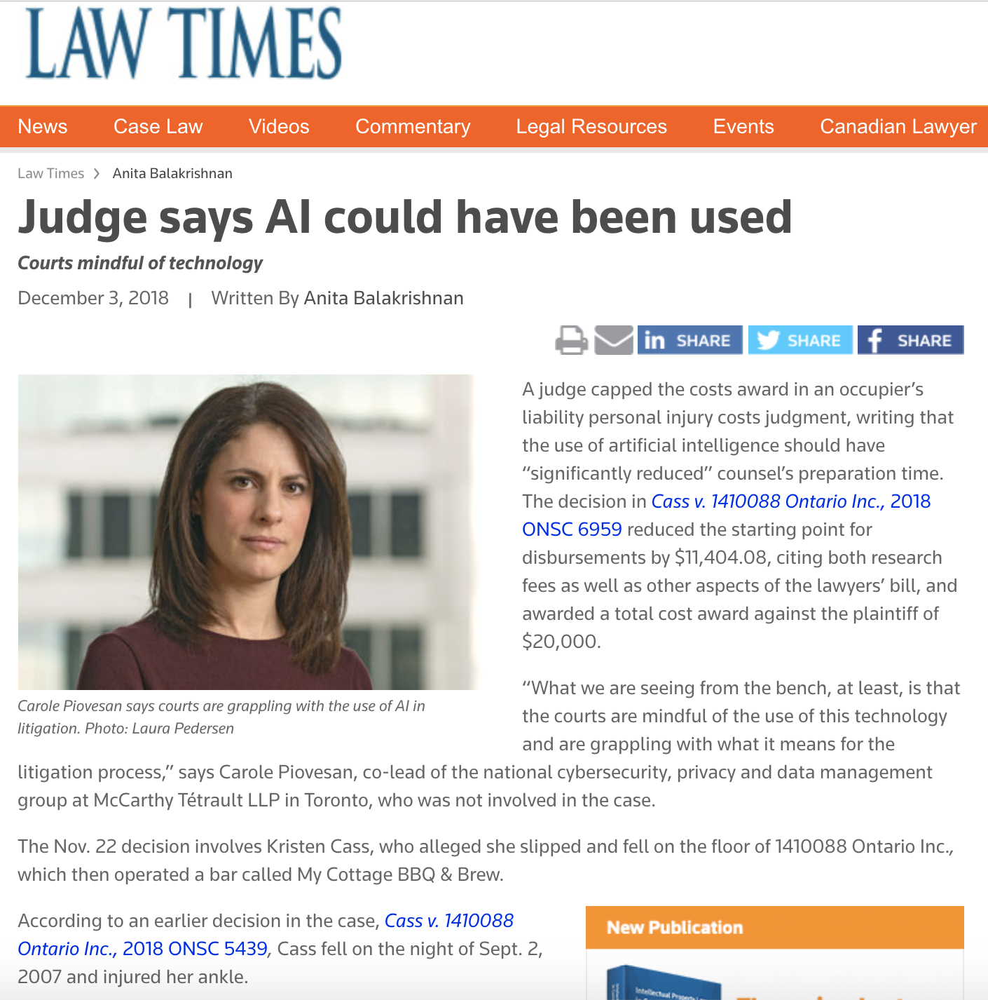 LAW TIMES
News Case Law Videos Commentary Legal Resources Events Canadian Lawyer
Law Times > Anita Balakrishnan
Judge says AI could have been used
Courts mindful of technology
December 3, 2018 | Written By Anita Balakrishnan
in SHARE SHARE f SHARE
A judge capped the costs award in an occupier’s
liability personal injury costs judgment, writing that
the use of artificial intelligence should have
“significantly reduced” counsel’s preparation time.
The decision in Cass v. 1410088 Ontario Inc., 2018
ONSC 6959 reduced the starting point for
disbursements by $11,404.08, citing both research
fees as well as other aspects of the lawyers’ bill, and
awarded a total cost award against the plaintiff of
$20,000.
Carole Piovesan says courts are grappling with the use of AI in
litigation. Photo: Laura Pedersen
“What we are seeing from the bench, at least, is that
the courts are mindful of the use of this technology
and are grappling with what it means for the
litigation process,” says Carole Piovesan, co-lead of the national cybersecurity, privacy and data management
group at McCarthy Tétrault LLP in Toronto, who was not involved in the case.
The Nov. 22 decision involves Kristen Cass, who alleged she slipped and fell on the floor of 1410088 Ontario Inc.,
which then operated a bar called My Cottage BBQ & Brew.
According to an earlier decision in the case, Cass v. 1410088
Ontario Inc., 2018 ONSC 5439, Cass fell on the night of Sept. 2,
2007 and injured her ankle.
New Publication
Intellectual Property